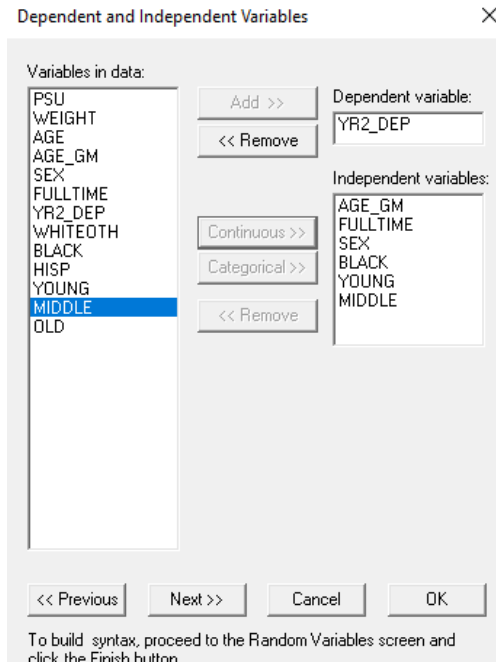 Dependent and Independent Variables
Variables in data:
PSU
WEIGHT
AGE
AGE_GM
SEX
FULLTIME
YR2_DEP
WHITEOTH
BLACK
HISP
YOUNG
MIDDLE
OLD
Add >>
<< Remove
Continuous >>
Categorical >>
<< Remove
Dependent variable:
YR2_DEP
Independent variables:
AGE_GM
FULLTIME
SEX
BLACK
YOUNG
MIDDLE
<< Previous
Next >>
Cancel
OK
To build syntax, proceed to the Random Variables screen and
click the Finish button